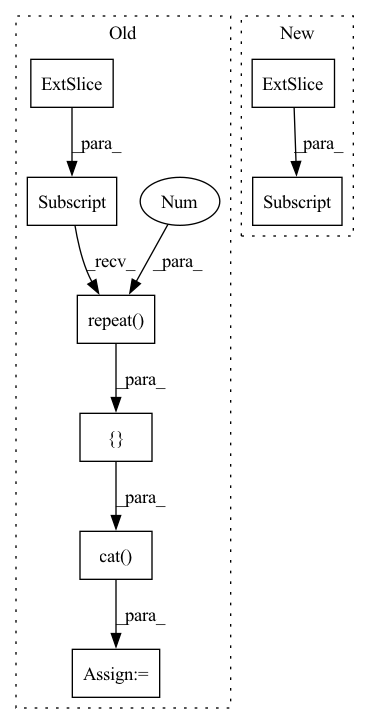 Old
New
ExtSlice
ExtSlice
_para_
_para_
Subscript
Num
Subscript
_recv_
_para_
repeat()
_para_
{}
_para_
cat()
_para_
Assign:=